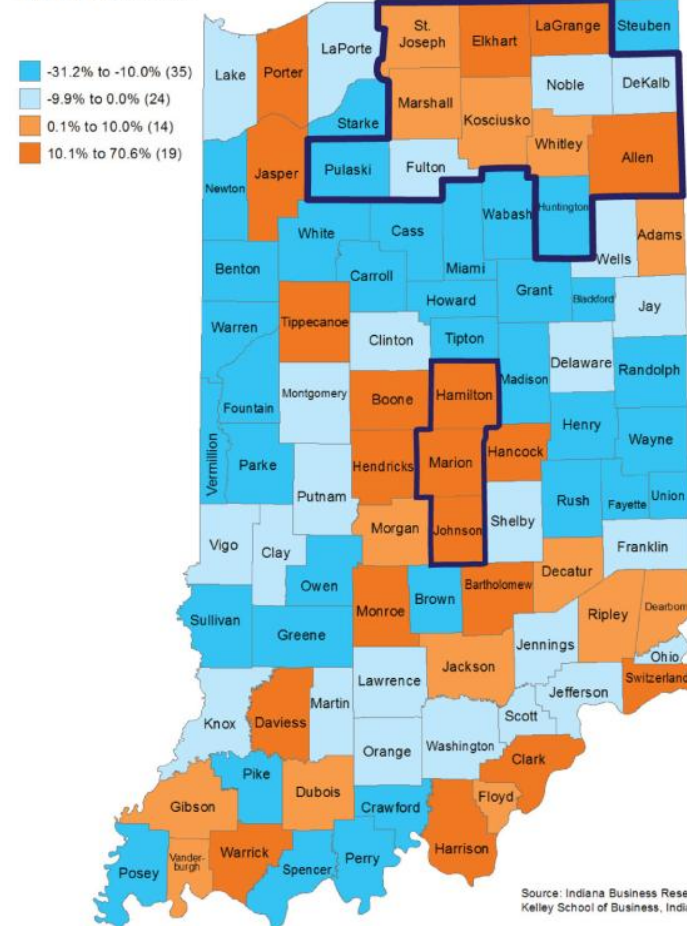 -31.2% to -10.0% (35)
-9.9% to 0.0% (24)
0.1% to 10.0% (14)
10.1% to 70.6% (19)
St.
Joseph
Elkhart
LaGrange
Steuben
LaPorte
Lake
Porter
Noble
DeKalb
Marshall
Kosciusko
Starke
Whitley
Allen
Pulaski
Fulton
Jasper
Newton
Wabash
Huntington
White
Cass
Miami
Wells
Adams
Benton
Carroll
Grant
Blackford
Jay
Howard
Warren
Tippecanoe
Clinton
Tipton
Delaware
Madison
Randolph
Fountain
Montgomery
Boone
Hamilton
Henry
Wayne
Vermillion
Parke
Hendricks
Marion
Hancock
Putnam
Rush
Fayette
Union
Shelby
Johnson
Morgan
Vigo
Clay
Franklin
Owen
Decatur
Bartholomew
Brown
Monroe
Ripley
Dearborn
Sullivan
Greene
Jennings
Ohio
Jackson
Switzerland
Lawrence
Jefferson
Martin
Daviess
Knox
Scott
Orange
Washington
Clark
Pike
Dubois
Gibson
Floyd
Crawford
Harrison
Warrick
Vander-
burgh
Posey
Spencer
Perry
Source: Indiana Business Rese
Kelley School of Business, India